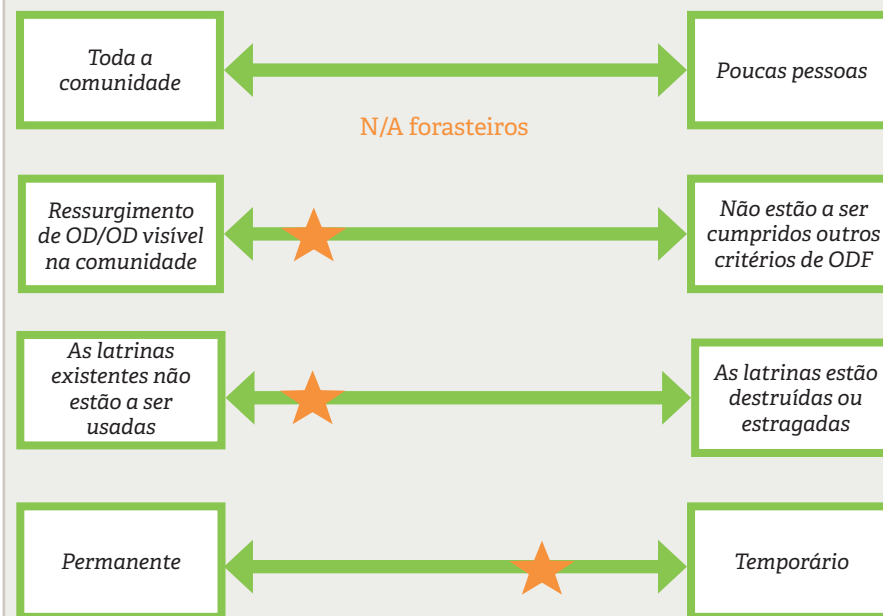 Toda a
comunidade
Poucas pessoas
N/A forasteiros
Ressurgimento
de OD/OD visível
na comunidade
Não estão a ser
cumpridos outros
critérios de ODF
As latrinas
existentes não
estão a ser
usadas
As latrinas estão
destruídas ou
estragadas
Permanente
Temporário